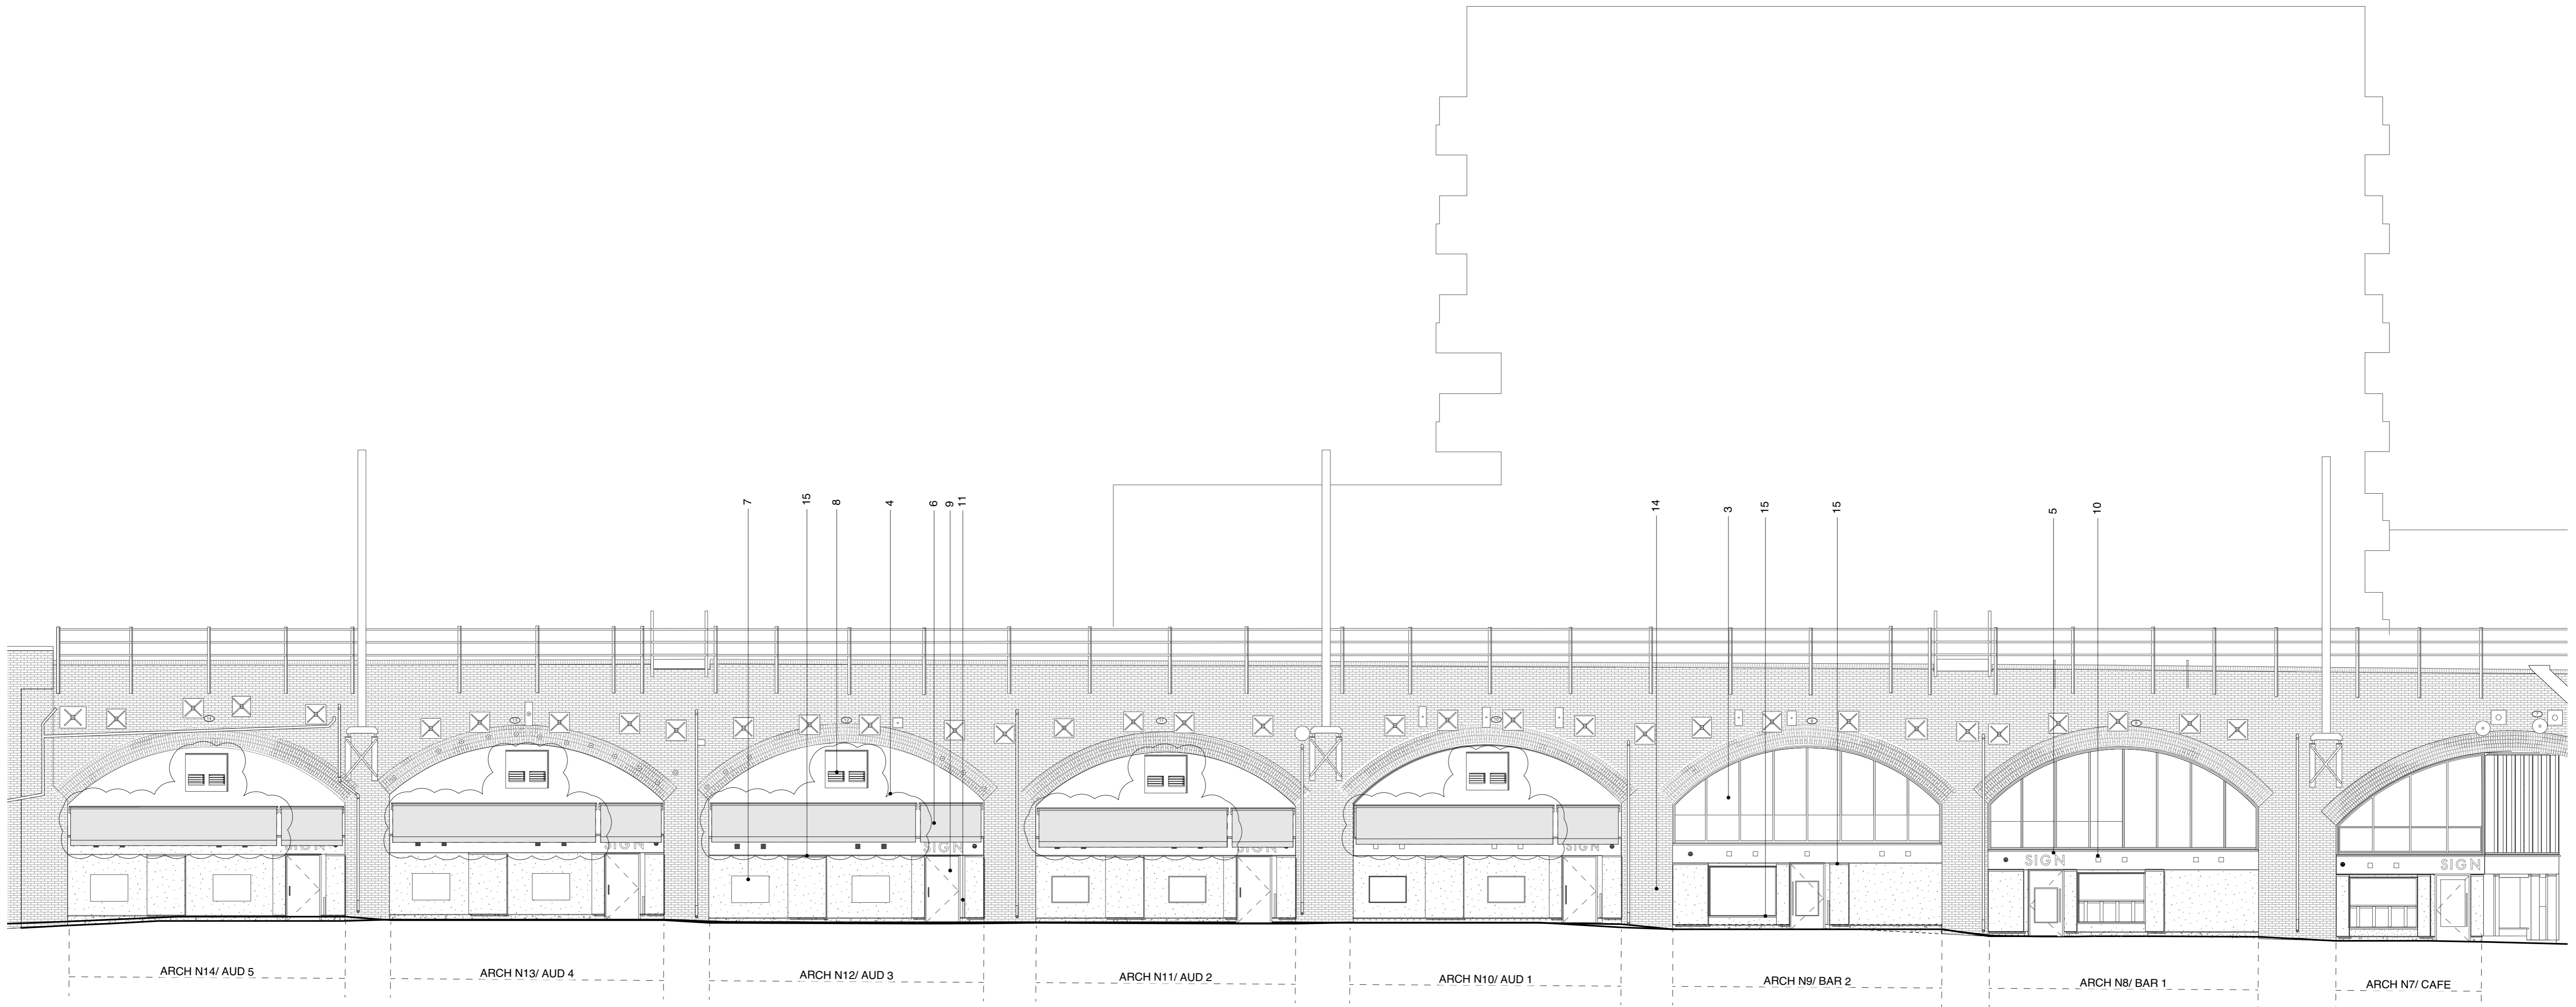 7
15
8
4
6
9
11
14
3
15
15
5
10
SIGN
SIGN
SIGN
SIGN
SIGN
SIGN
SIGN
ARCH N14/ AUD 5
ARCH N13/ AUD 4
ARCH N12/ AUD 3
ARCH N11/ AUD 2
ARCH N10/ AUD 1
ARCH N9/ BAR 2
ARCH N8/ BAR 1
ARCH N7/ CAFE